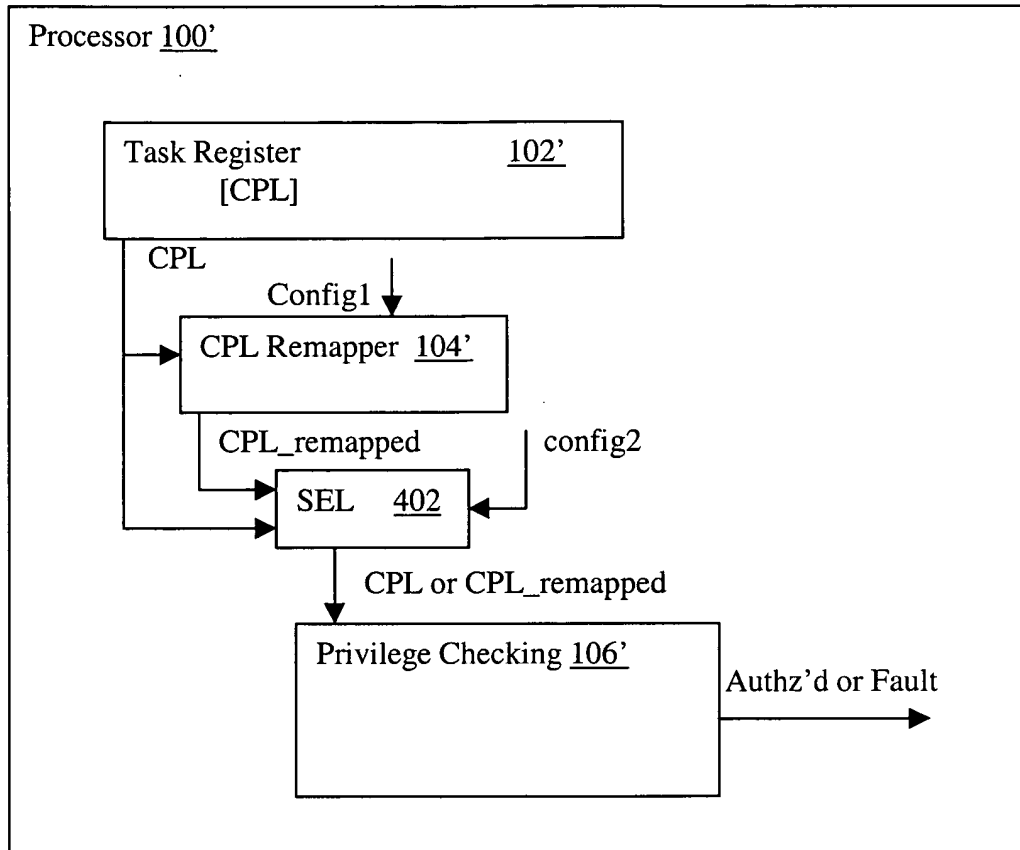 Processor 100’
Task Register 102’
[CPL]
CPL
Config1
CPL Remapper 104’
CPL_remapped config2
SEL 402
CPL or CPL_remapped
Privilege Checking 106’
Authz’d or Fault